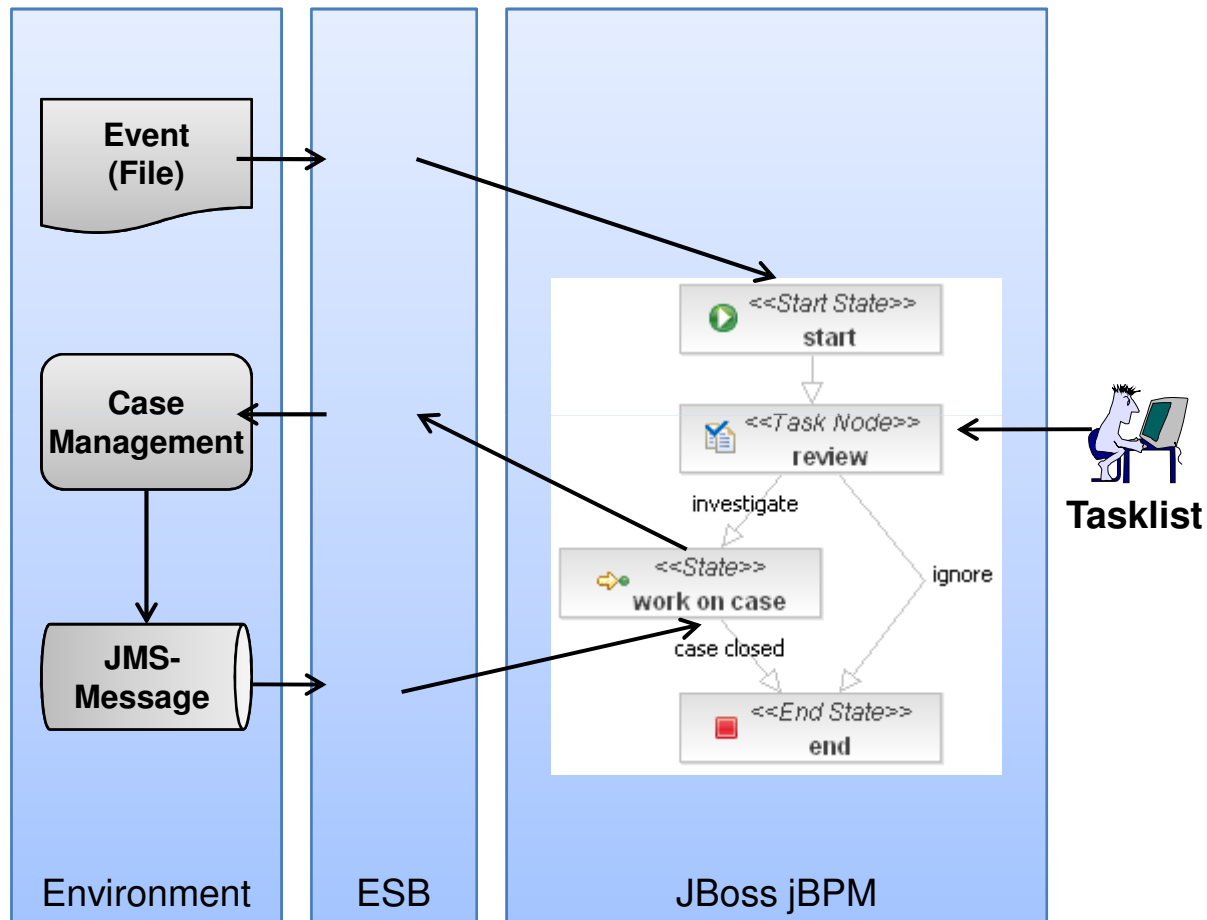 Event
(File)
Case
Management
JMS-
Message
<<Start State>>
start
<<Task Node>>
review
investigate
ignore
<<State>>
work on case
case closed
<<End State>>
end
Tasklist
Environment
ESB
JBoss jBPM